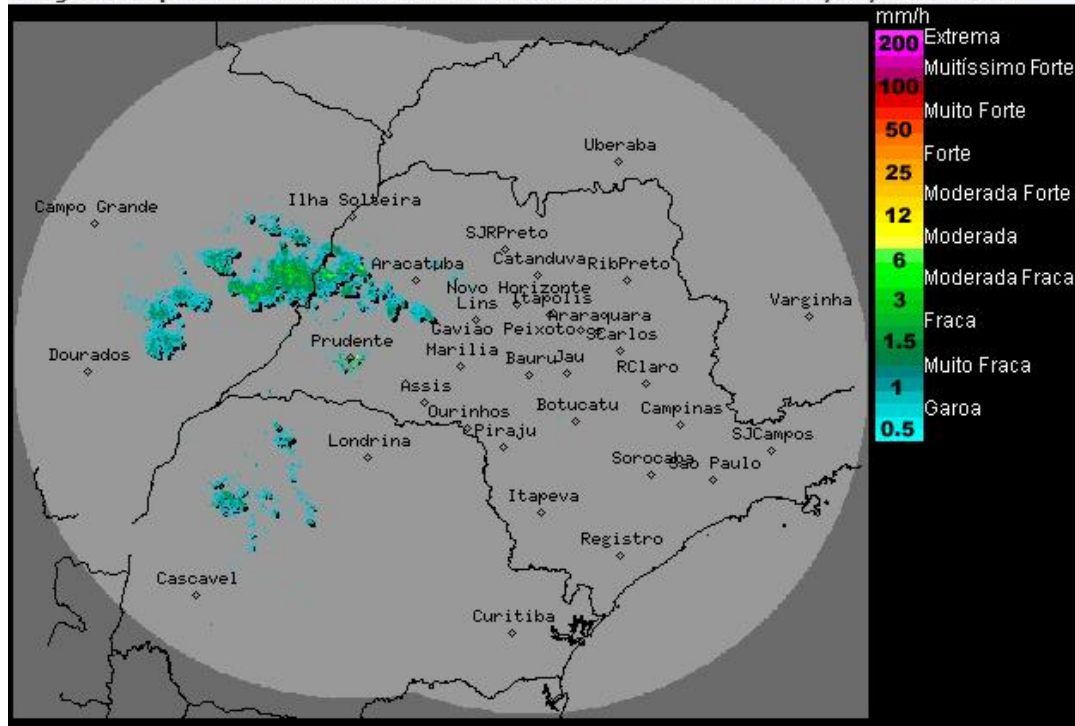 mm/h
200 Extrema
Muitíssimo Forte
100
Muito Forte
50
Forte
25
Moderada Forte
12
Moderada
6
Moderada Fraca
3
Fraca
1.5
Muito Fraca
1
Garoa
0.5
Uberaba
Campo Grande
Ilha Solteira
SJRPreto
Catanduva
Aracatuba
RibPreto
Novo Horizonte
Lins
Itapolis
Varginha
Araraquara
Gavião Peixoto
SCarlos
Prudente
Marilia
Dourados
Bauru
Jau
RClaro
Assis
Ourinhos
Botucatu
Campinas
Piraju
Londrina
SJCampos
Sorocaba
Sao Paulo
Itapeva
Registro
Cascavel
Curitiba